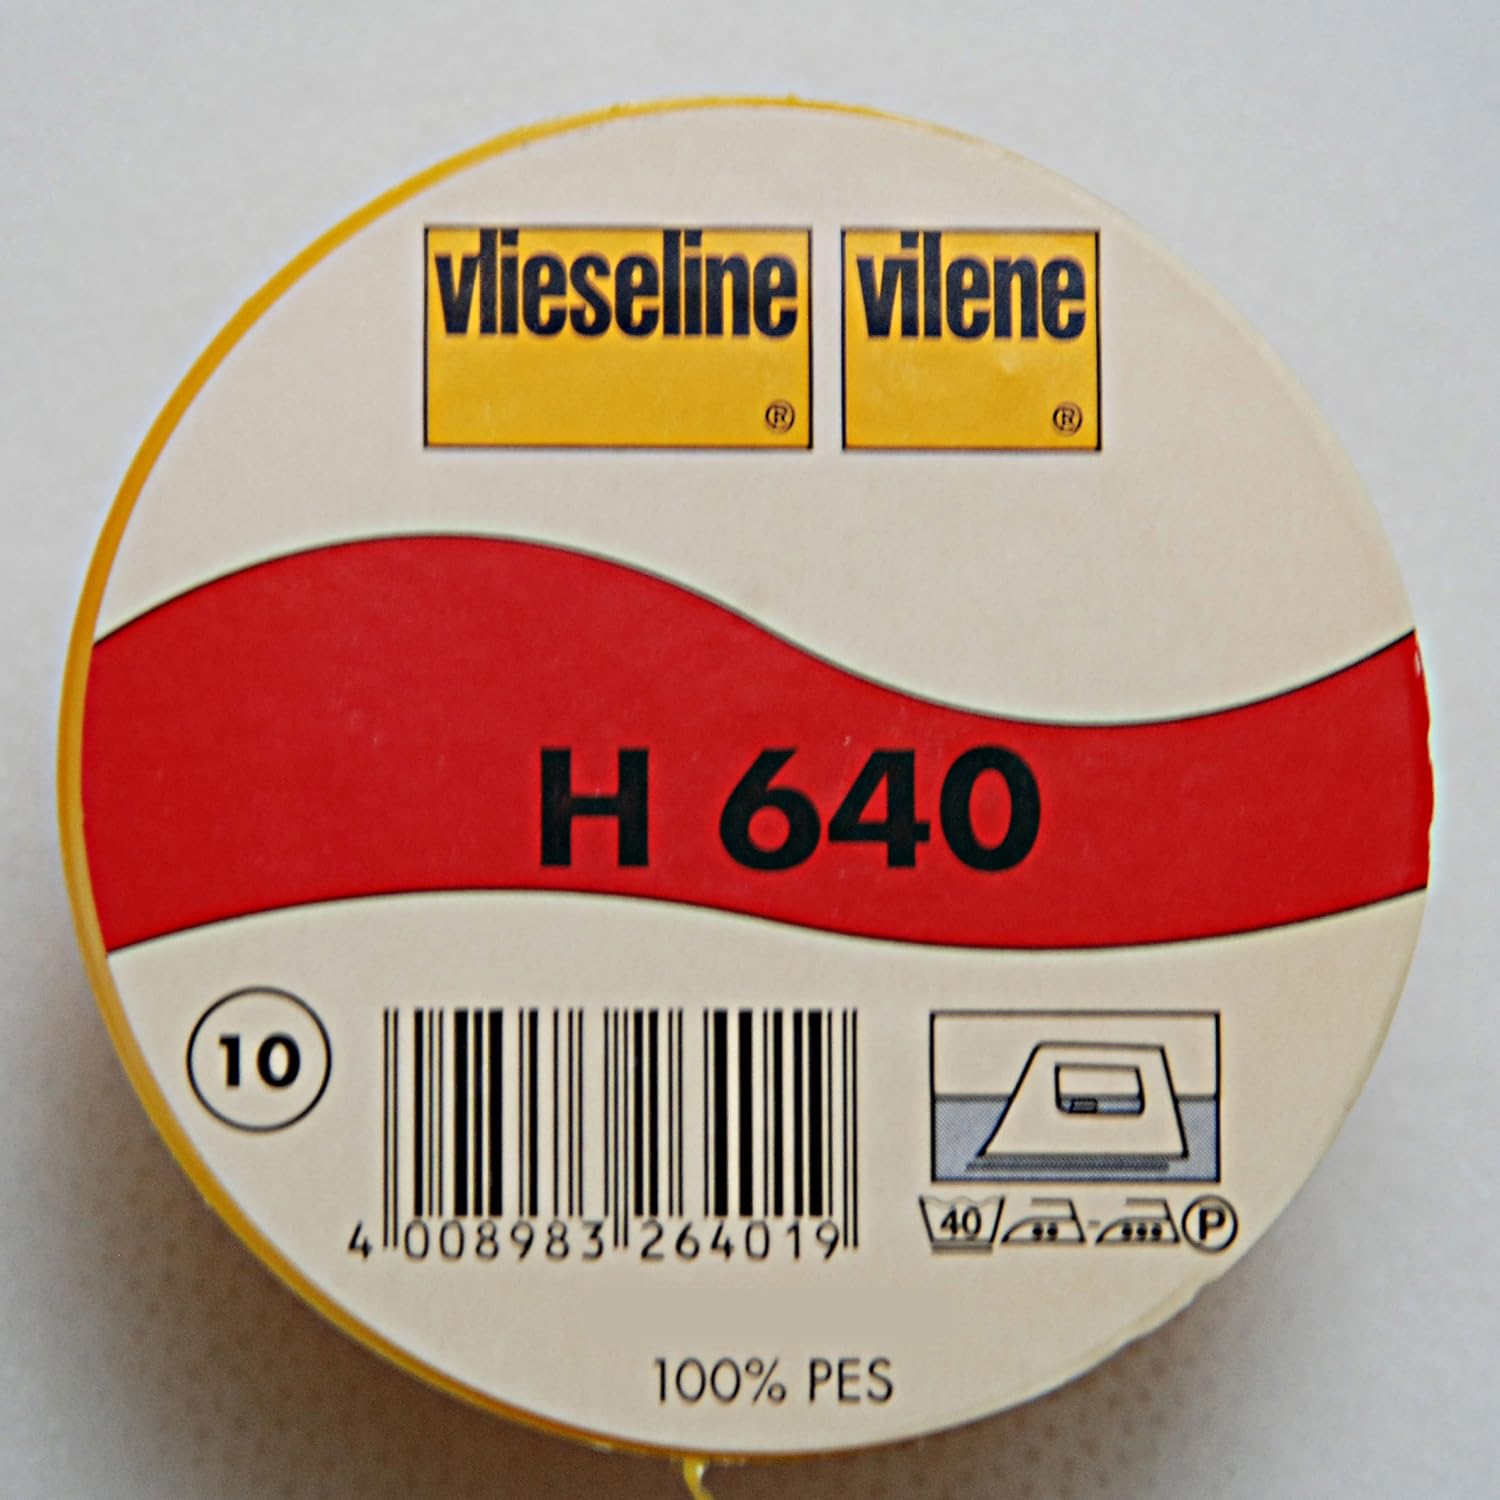 vlieseline vilene
® ®
H 640
10
4 008983 264019
40 P
100% PES